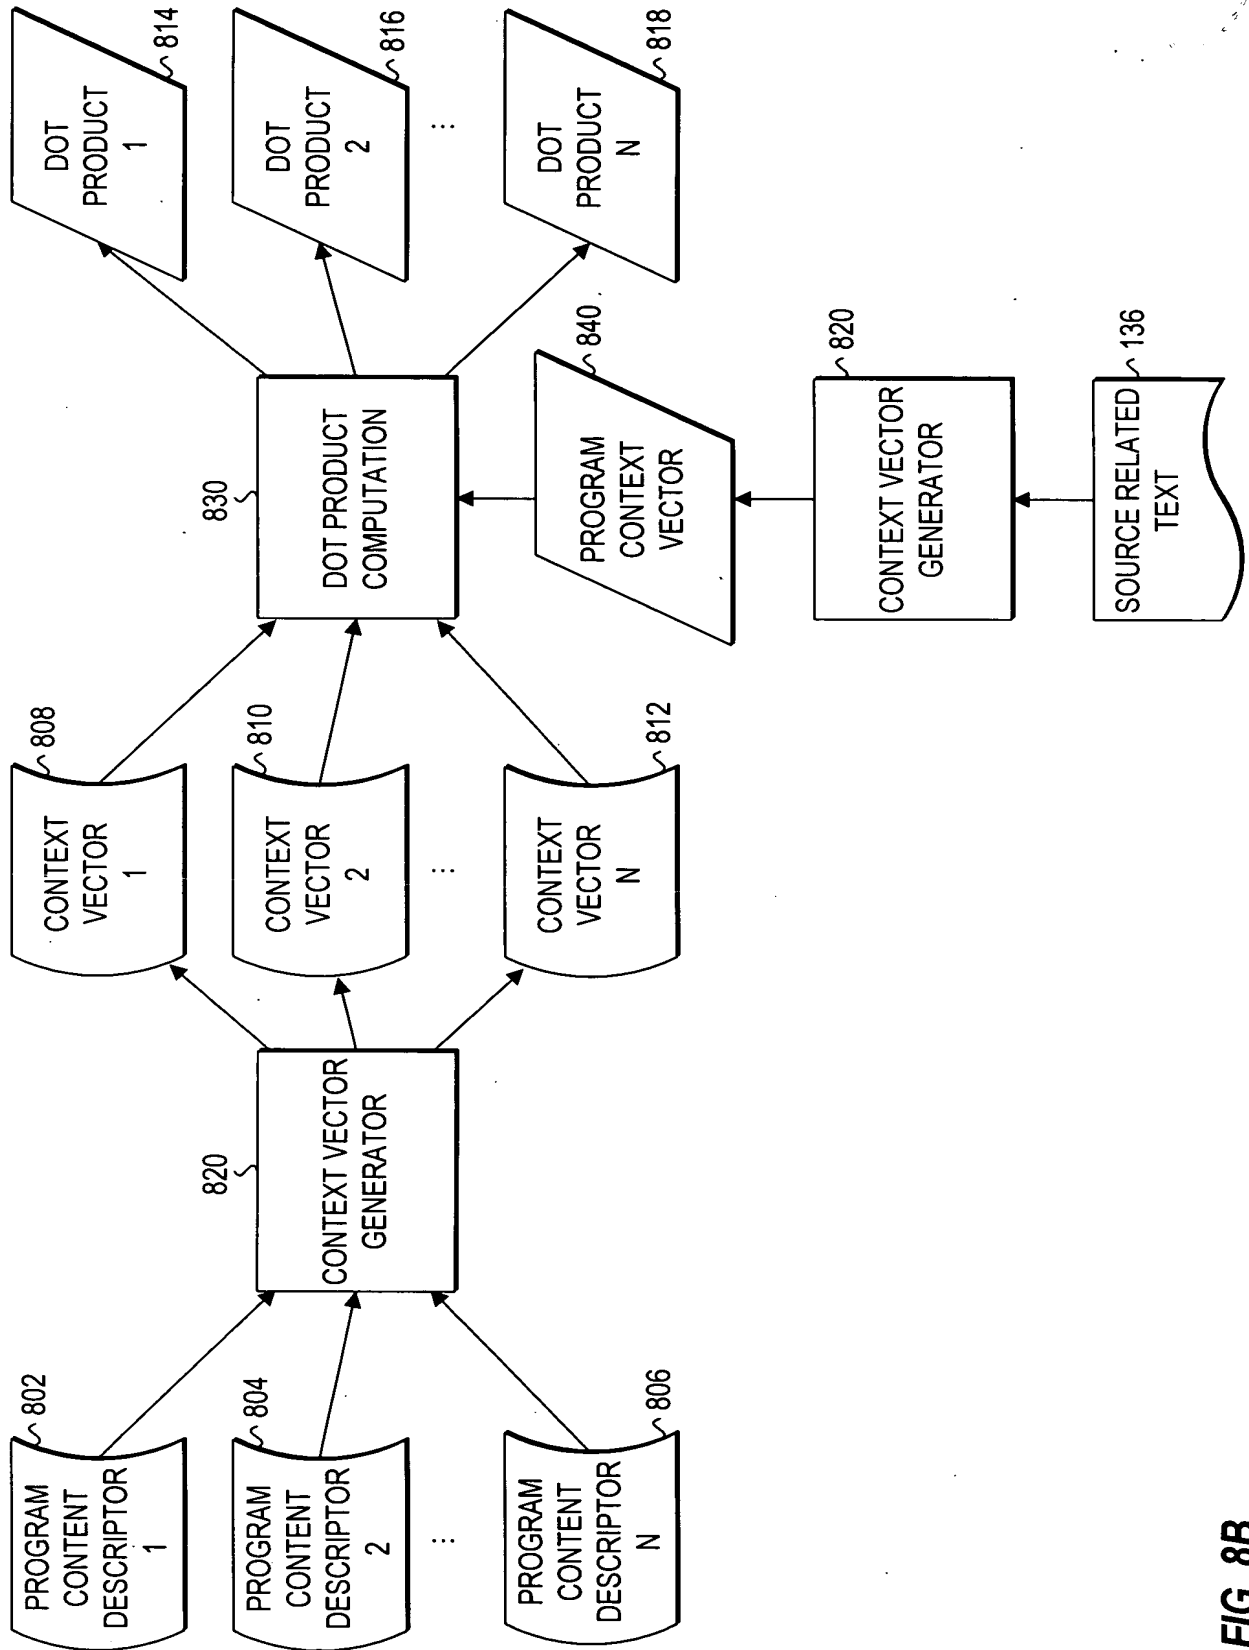 PROGRAM
CONTENT
DESCRIPTOR
1
802
PROGRAM
CONTENT
DESCRIPTOR
2
804
...
PROGRAM
CONTENT
DESCRIPTOR
N
806
820
CONTEXT VECTOR
GENERATOR
CONTEXT
VECTOR
1
808
CONTEXT
VECTOR
2
810
...
CONTEXT
VECTOR
N
812
830
DOT PRODUCT
COMPUTATION
DOT
PRODUCT
1
814
DOT
PRODUCT
2
816
...
DOT
PRODUCT
N
818
PROGRAM
CONTEXT
VECTOR
840
CONTEXT VECTOR
GENERATOR
820
SOURCE RELATED
TEXT
136
FIG. 8B